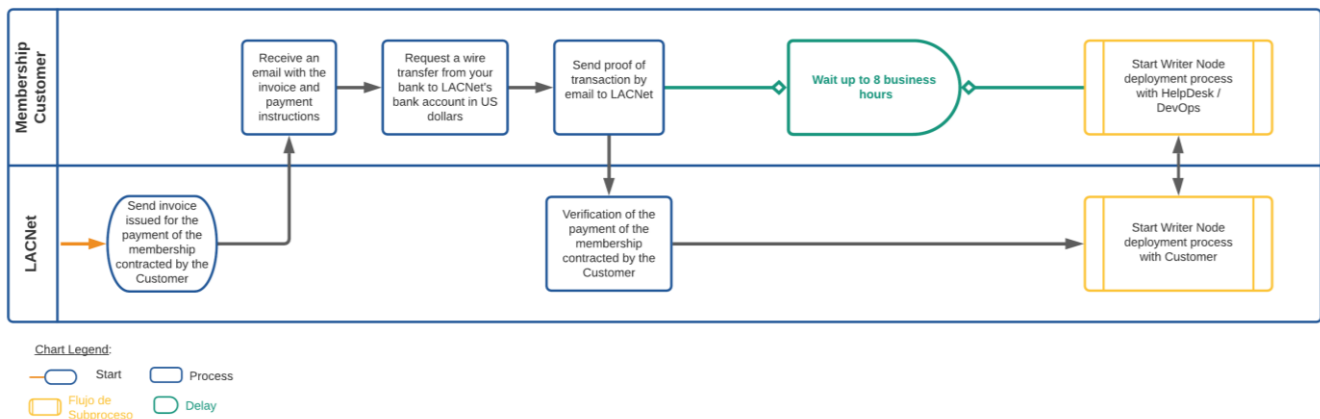 Membership
Customer
Receive an
email with the
invoice and
payment
instructions
Request a wire
transfer from your
bank to LACNet's
bank account in US
dollars
Send proof of
transaction by
email to LACNet
Wait up to 8 business
hours
Start Writer Node
deployment process
with HelpDesk /
DevOps
LACNet
Send invoice
issued for the
payment of the
membership
contracted by the
Customer
Verification of the
payment of the
membership
contracted by the
Customer
Start Writer Node
deployment process
with Customer
Chart Legend:
Start
Process
Flujo de
Subproceso
Delay